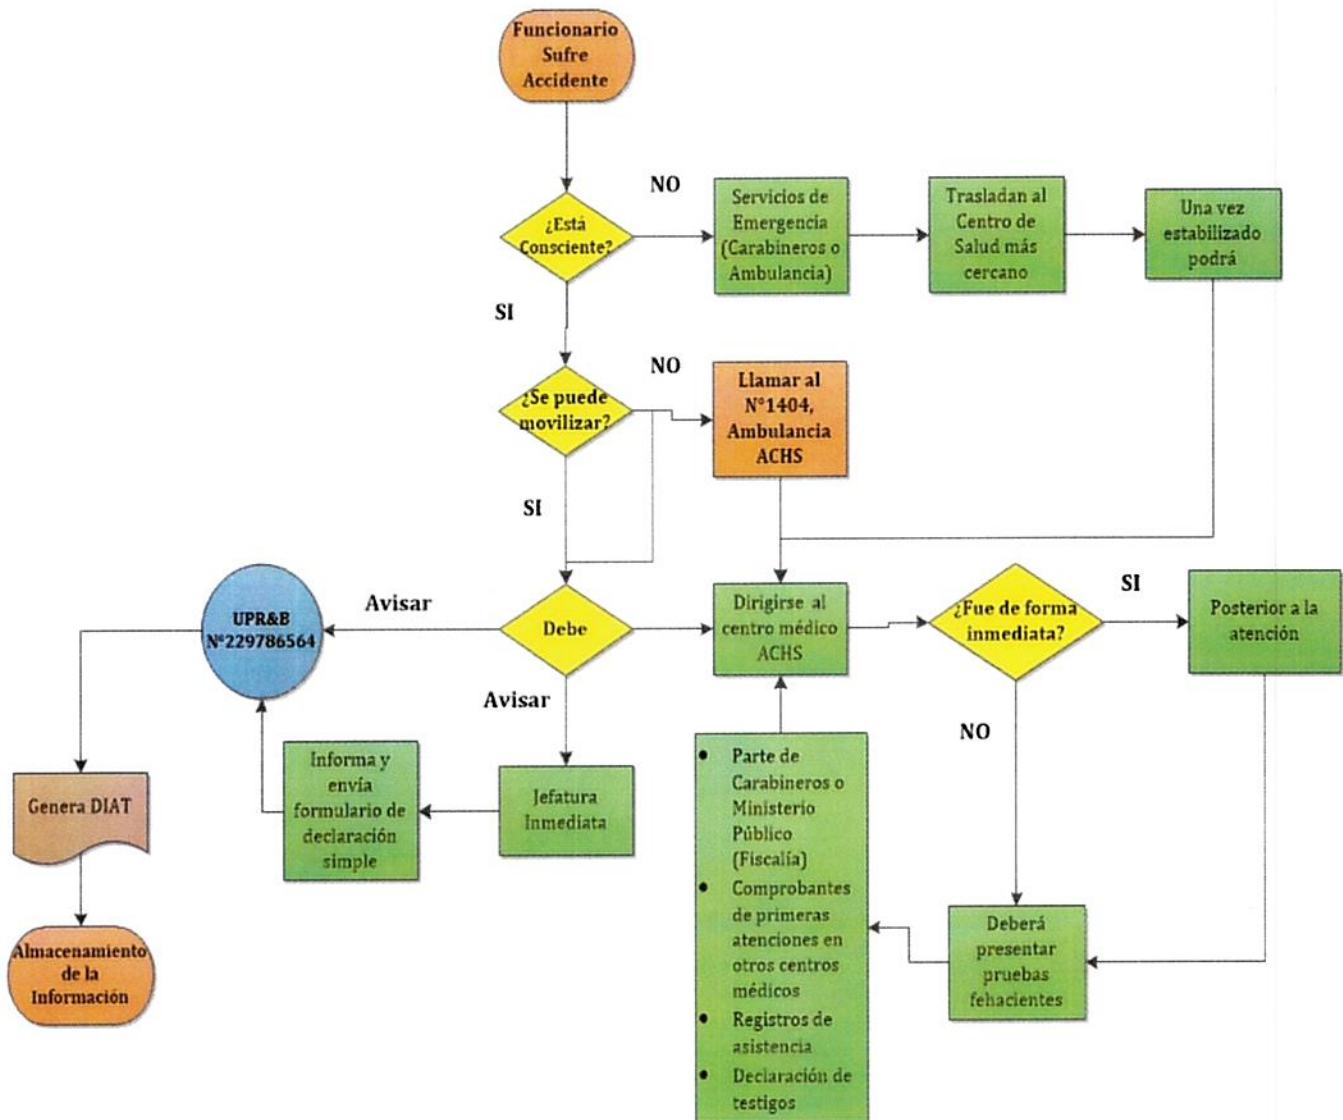 Funcionario
Sufre
Accidente
NO
¿Está
Consciente?
Servicios de
Emergencia
(Carabineros o
Ambulancia)
Trasladan al
Centro de
Salud más
cercano
Una vez
estabilizado
podrá
SI
NO
¿Se puede
movilizar?
Llamar al
N°1404,
Ambulancia
ACHS
SI
UPR&B
N°229786564
Avisar
Debe
Dirigirse al
centro médico
ACHS
¿Fue de forma
inmediata?
SI
Posterior a la
atención
Avisar
NO
Genera DIAT
Informa y
envía
formulario de
declaración
simple
Jefatura
Inmediata
• Parte de
Carabineros o
Ministerio
Público
(Fiscalía)
• Comprobantes
de primeras
atenciones en
otros centros
médicos
• Registros de
asistencia
• Declaración de
testigos
Deberá
presentar
pruebas
fehacientes
Almacenamiento
de la
Información